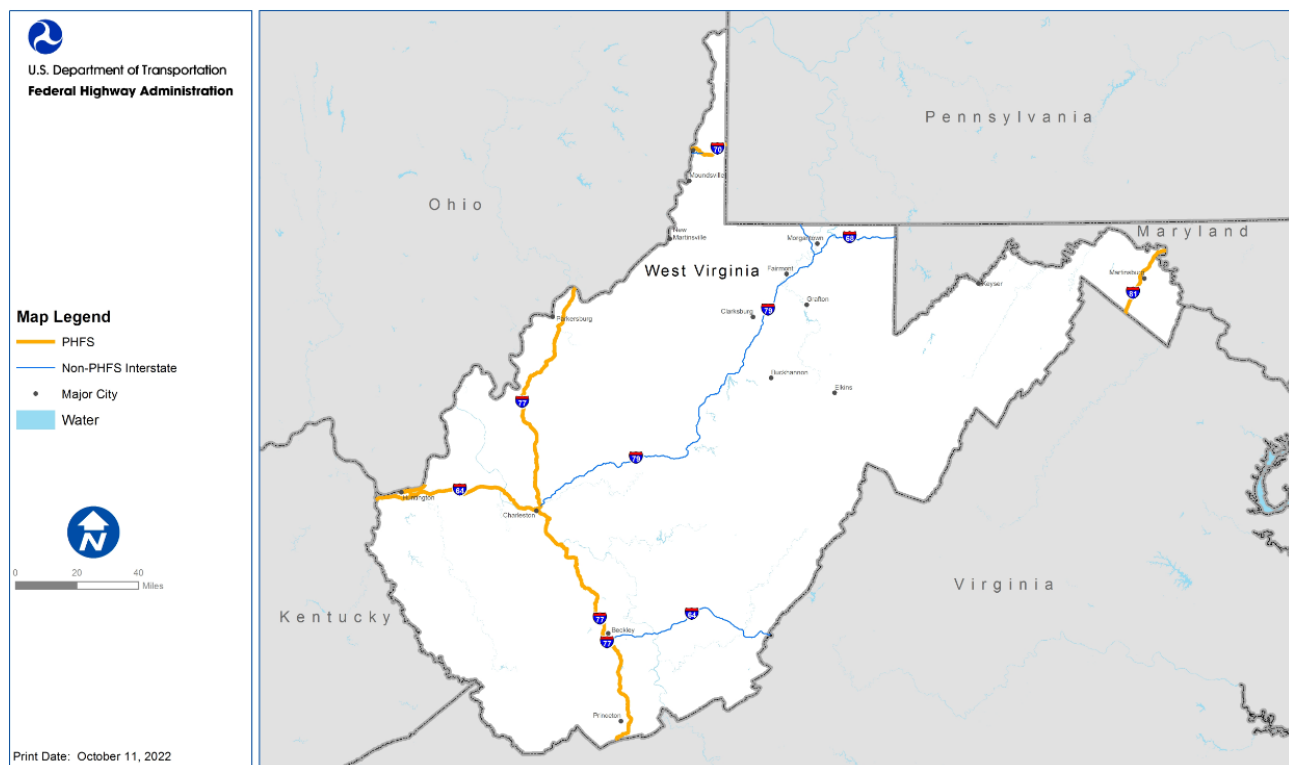 U.S. Department of Transportation
Federal Highway Administration
Map Legend
PHFS
Non-PHFS Interstate
Major City
Water
N
0 20 40
Miles
Print Date: October 11, 2022
Pennsylvania
Ohio
70
Moundsville
New
Martinsville
Maryland
Morgantown
68
West Virginia
Fairmont
Martinsburg
Keyser
81
Grafton
79
Clarksburg
Parkersburg
Buckhannon
Elkins
77
79
64
Huntington
Charleston
Virginia
Kentucky
77
64
Beckley
77
Princeton